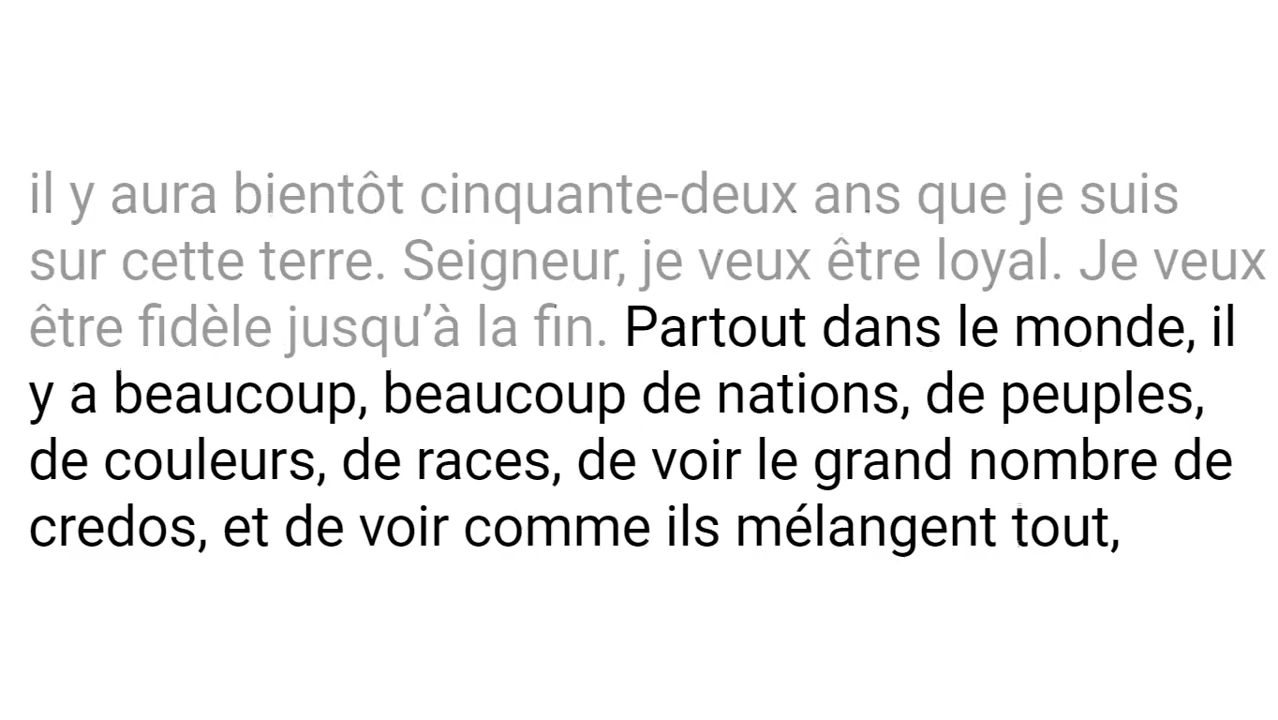 il y aura bientôt cinquante-deux ans que je suis
sur cette terre. Seigneur, je veux être loyal. Je veux
être fidèle jusqu’à la fin. Partout dans le monde, il
y a beaucoup, beaucoup de nations, de peuples,
de couleurs, de races, de voir le grand nombre de
credos, et de voir comme ils mélangent tout,